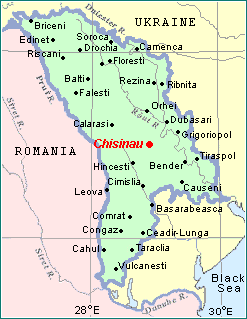 UKRAINE
Dniester R.
Briceni
Soroca
Edinet
Drochia
Camenca
Riscani
Floresti
Balti
Rezina
Ribnita
Falesti
Prut R.
Siret R.
Orhei
Dubasari
Calarasi
Grigoriopol
Chisinau
ROMANIA
Tiraspol
Hincesti
Bender
Cimislia
Causeni
Leova
Basarabeasca
Comrat
Congaz
Ceadir-Lunga
Siret R.
Cahul
Taraclia
Vulcanesti
Black
Sea
Danube R.
28°E
30°E